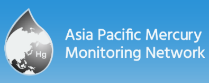 Hg
Asia Pacific Mercury
Monitoring Network